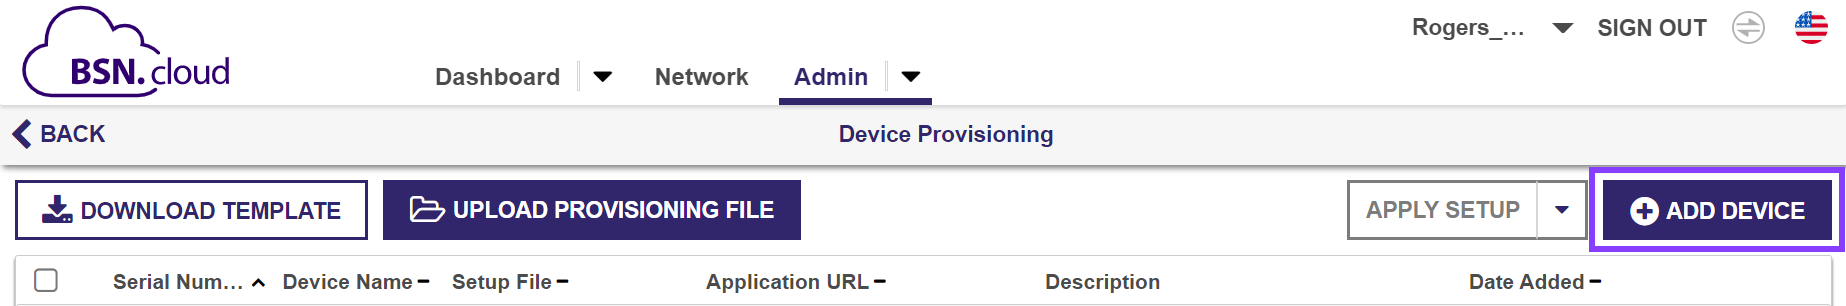 Rogers_... SIGN OUT
BSN.cloud
Dashboard Network Admin
BACK Device Provisioning
DOWNLOAD TEMPLATE UPLOAD PROVISIONING FILE APPLY SETUP ADD DEVICE
Serial Num... Device Name Setup File Application URL Description Date Added